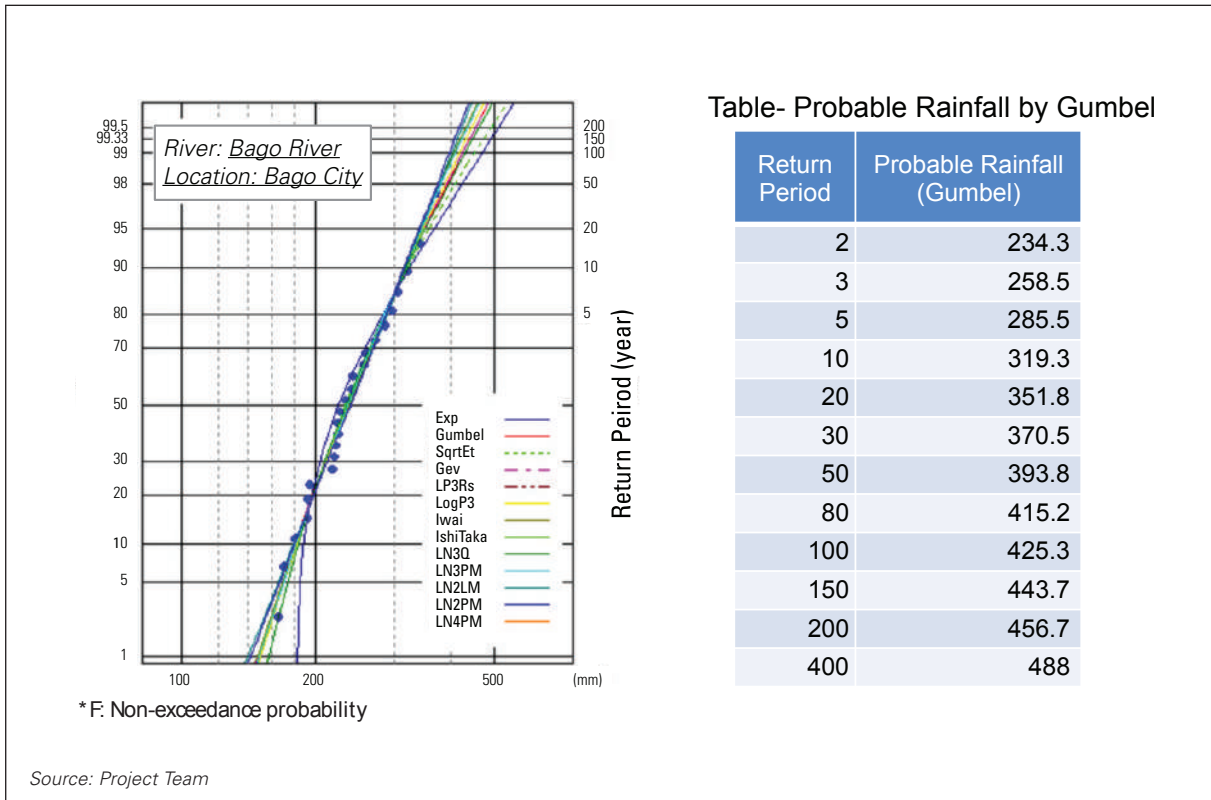 Table- Probable Rainfall by Gumbel
River: Bago River
Location: Bago City
99.5
99.33
99
98
95
90
80
70
50
30
20
10
5
1
200
150
100
50
20
10
5
Return Peirod (year)
Exp
Gumbel
SqrtEt
Gev
LP3Rs
LogP3
Iwai
IshiTaka
LN3Q
LN3PM
LN2LM
LN2PM
LN4PM
100 200 500 (mm)
* F: Non-exceedance probability
Return Period Probable Rainfall (Gumbel)
2 234.3
3 258.5
5 285.5
10 319.3
20 351.8
30 370.5
50 393.8
80 415.2
100 425.3
150 443.7
200 456.7
400 488
Source: Project Team